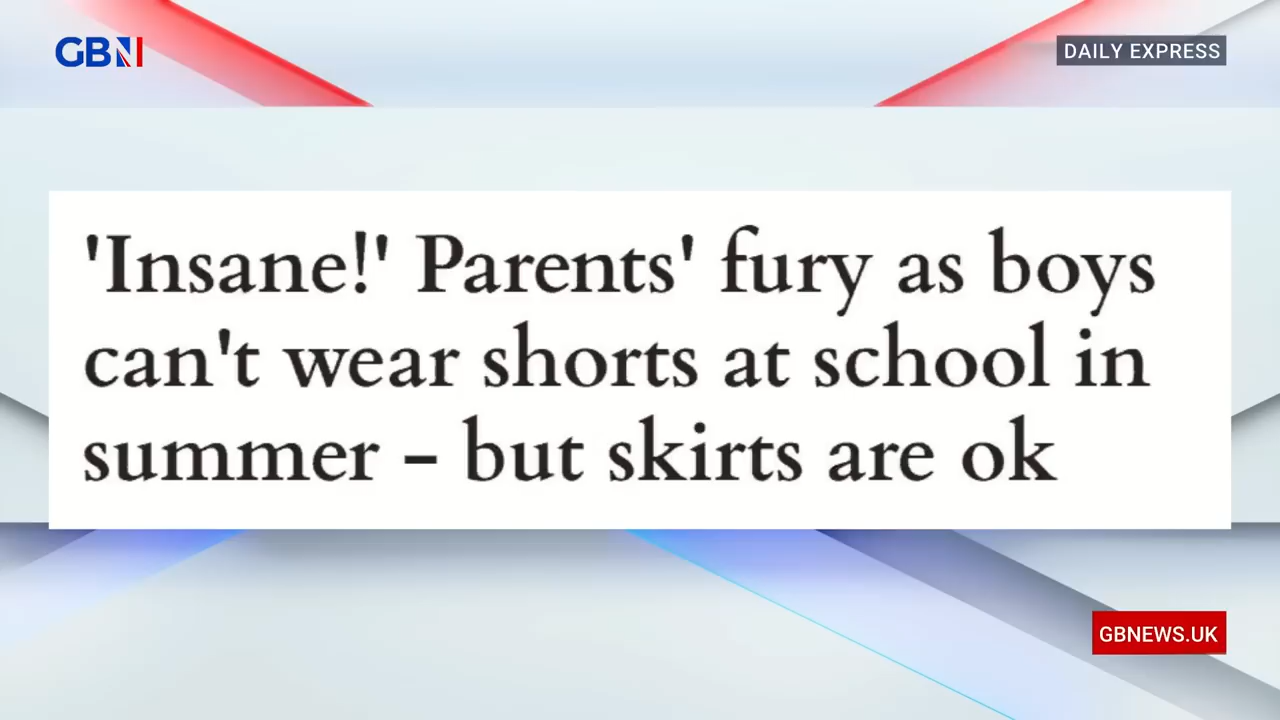 GBN
DAILY EXPRESS
'Insane!' Parents' fury as boys
can't wear shorts at school in
summer - but skirts are ok
GBNEWS.UK